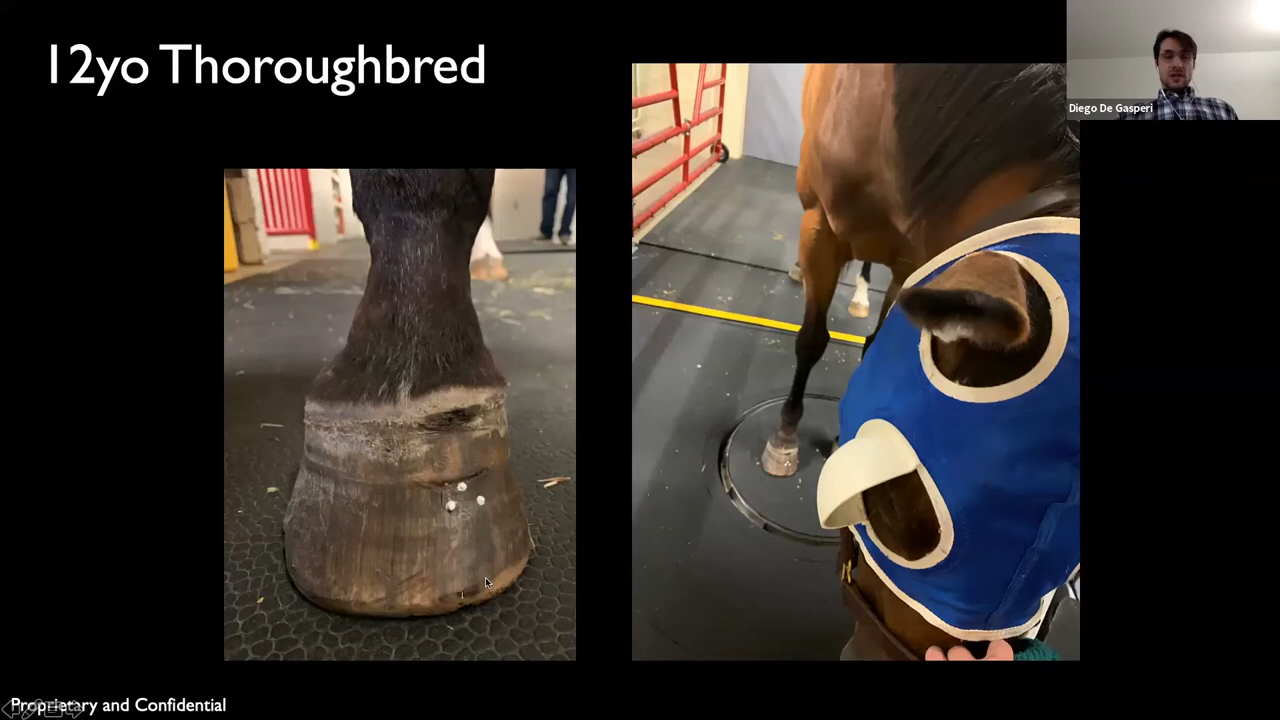 12yo Thoroughbred
Diego De Gasperi
Proprietary and Confidential